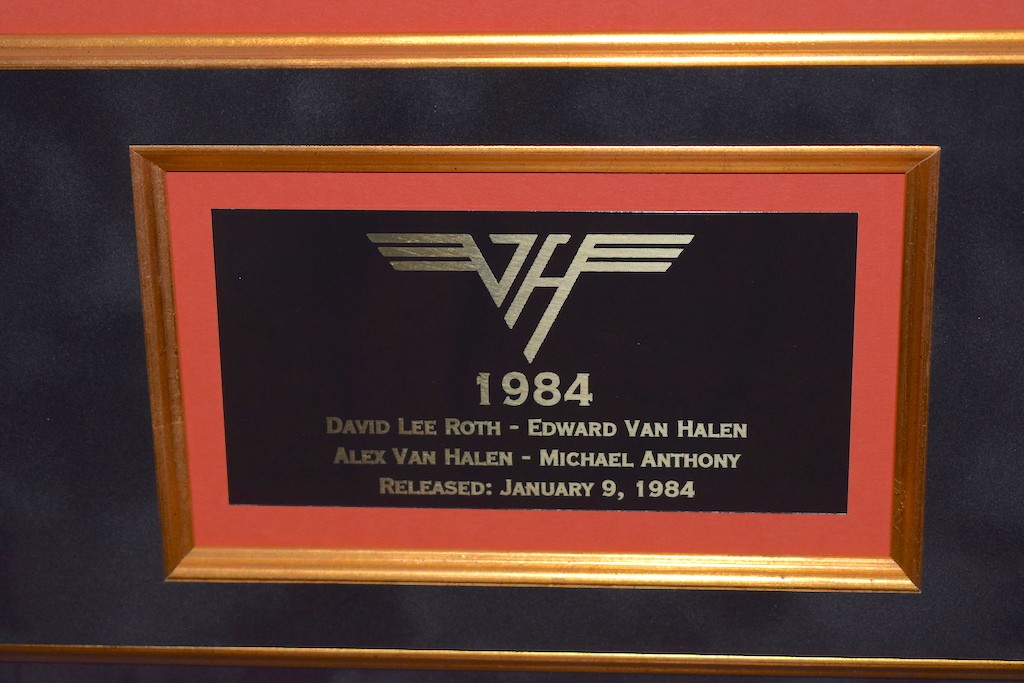 VH
1984
David Lee Roth - Edward Van Halen
Alex Van Halen - Michael Anthony
Released: January 9, 1984